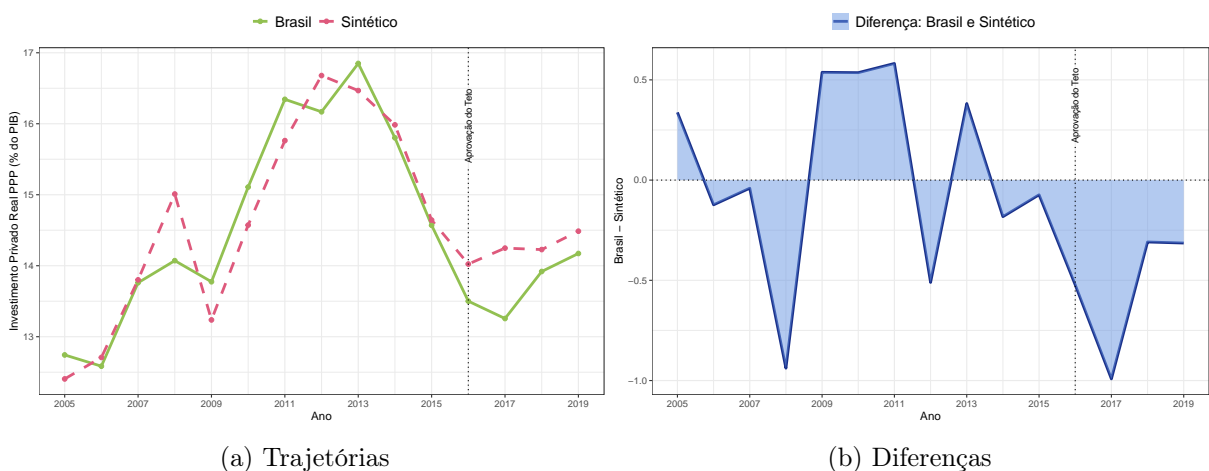 Brasil Sintético
17
16
15
14
13
Investimento Privado Real PPP (% do PIB)
Aprovação do Teto
2005 2007 2009 2011 2013 2015 2017 2019
Ano
(a) Trajetórias
Diferença: Brasil e Sintético
0.5
0.0
−0.5
−1.0
Brasil − Sintético
Aprovação do Teto
2005 2007 2009 2011 2013 2015 2017 2019
Ano
(b) Diferenças